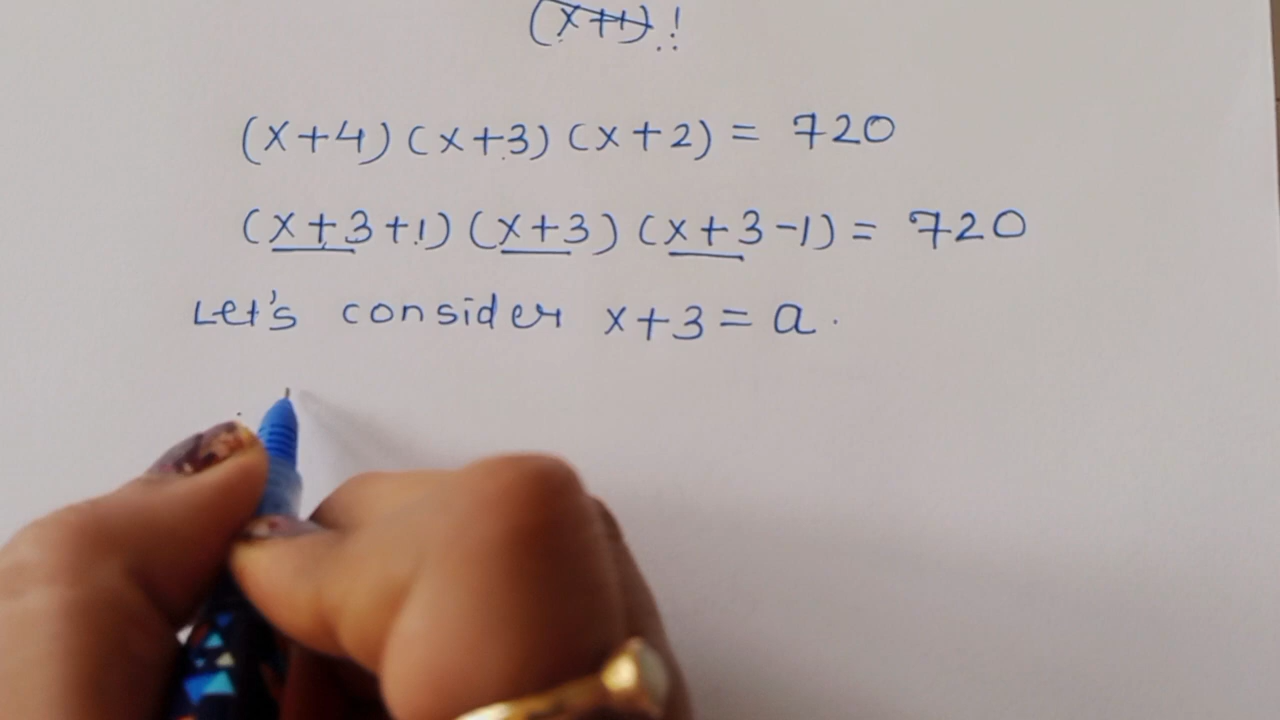 (x+1)!
(x+4)(x+3)(x+2) = 720
(x+3+1)(x+3)(x+3-1) = 720
Let's consider x+3 = a.